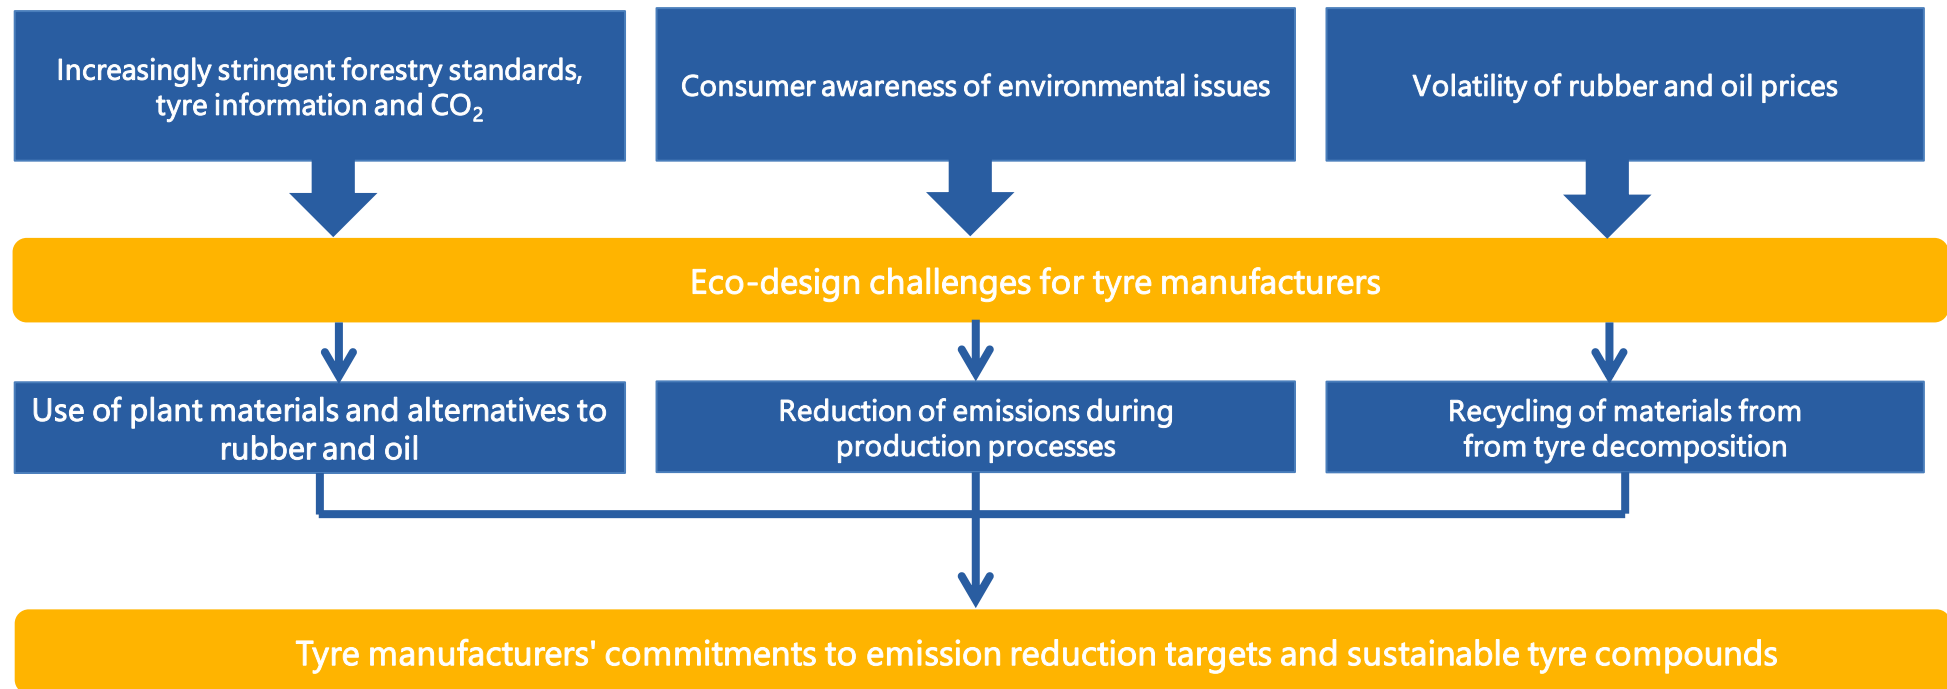 Increasingly stringent forestry standards,
tyre information and CO₂
Consumer awareness of environmental issues
Volatility of rubber and oil prices
Eco-design challenges for tyre manufacturers
Use of plant materials and alternatives to
rubber and oil
Reduction of emissions during
production processes
Recycling of materials from
from tyre decomposition
Tyre manufacturers' commitments to emission reduction targets and sustainable tyre compounds